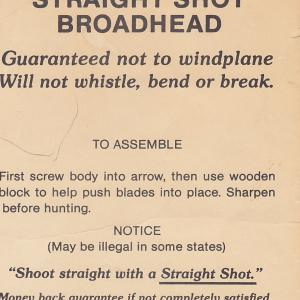 STRAIGHT SHOT
BROADHEAD
Guaranteed not to windplane
Will not whistle, bend or break.
TO ASSEMBLE
First screw body into arrow, then use wooden
block to help push blades into place. Sharpen
before hunting.
NOTICE
(May be illegal in some states)
"Shoot straight with a Straight Shot."
Money back guarantee if not completely satisfied